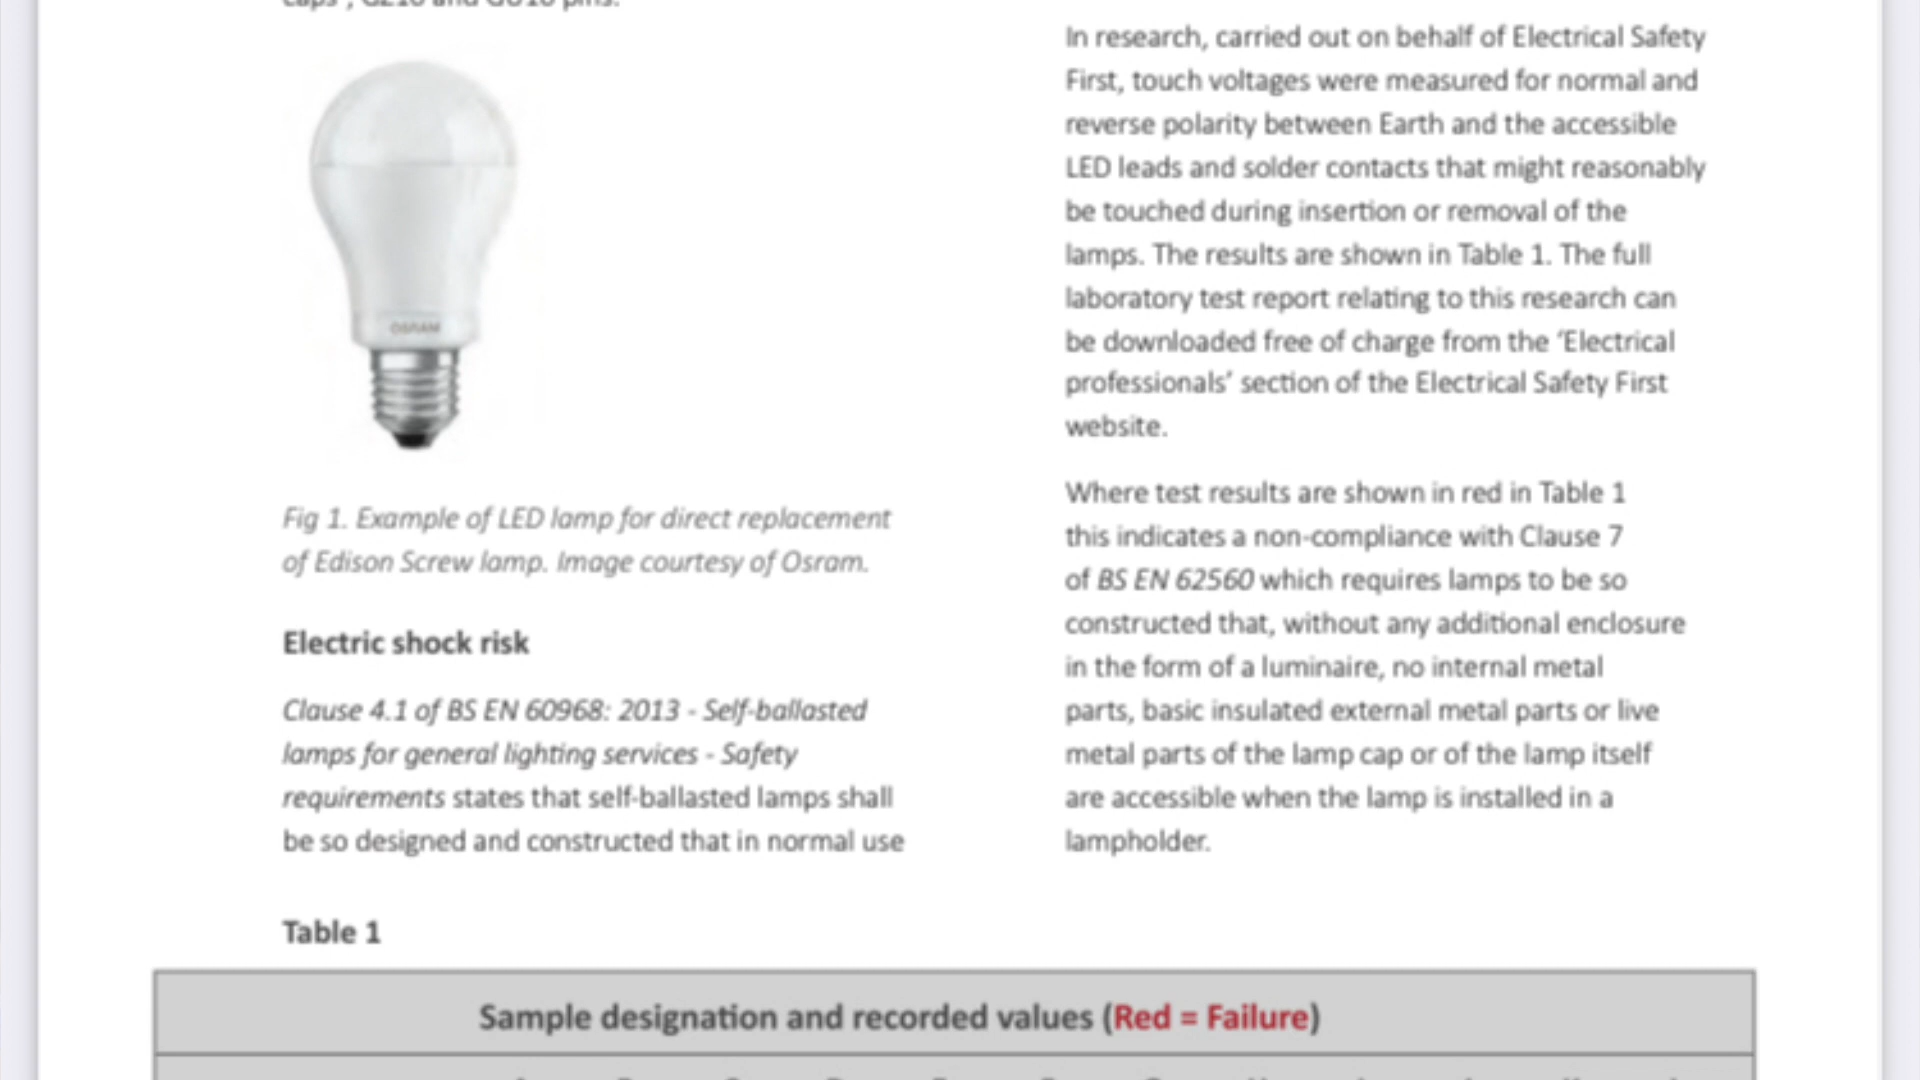 and GU10 pins.
OSRAM
Fig 1. Example of LED lamp for direct replacement
of Edison Screw lamp. Image courtesy of Osram.
Electric shock risk
Clause 4.1 of BS EN 60968: 2013 - Self-ballasted
lamps for general lighting services - Safety
requirements states that self-ballasted lamps shall
be so designed and constructed that in normal use
In research, carried out on behalf of Electrical Safety
First, touch voltages were measured for normal and
reverse polarity between Earth and the accessible
LED leads and solder contacts that might reasonably
be touched during insertion or removal of the
lamps. The results are shown in Table 1. The full
laboratory test report relating to this research can
be downloaded free of charge from the ‘Electrical
professionals’ section of the Electrical Safety First
website.
Where test results are shown in red in Table 1
this indicates a non-compliance with Clause 7
of BS EN 62560 which requires lamps to be so
constructed that, without any additional enclosure
in the form of a luminaire, no internal metal
parts, basic insulated external metal parts or live
metal parts of the lamp cap or of the lamp itself
are accessible when the lamp is installed in a
lampholder.
Table 1
Sample designation and recorded values (Red = Failure)